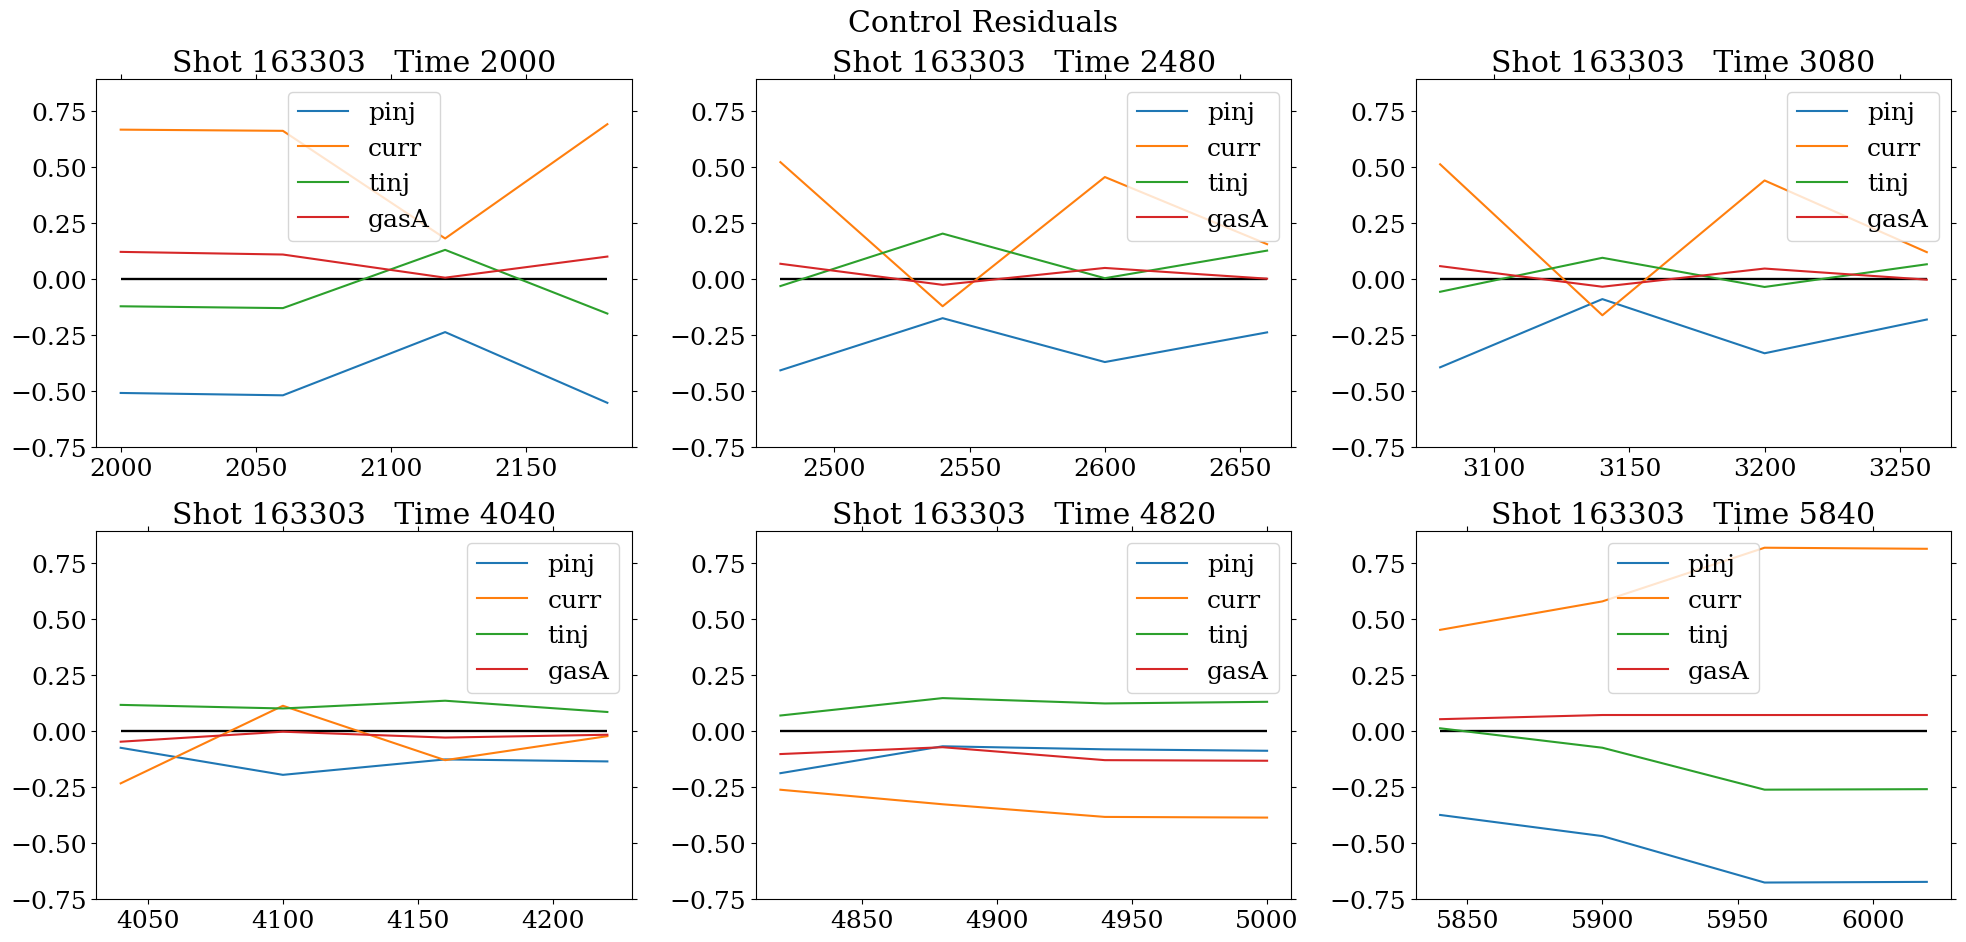 Control Residuals
Shot 163303   Time 2000
0.75
0.50
0.25
0.00
−0.25
−0.50
−0.75
2000 2050 2100 2150
pinj
curr
tinj
gasA
Shot 163303   Time 2480
0.75
0.50
0.25
0.00
−0.25
−0.50
−0.75
2500 2550 2600 2650
pinj
curr
tinj
gasA
Shot 163303   Time 3080
0.75
0.50
0.25
0.00
−0.25
−0.50
−0.75
3100 3150 3200 3250
pinj
curr
tinj
gasA
Shot 163303   Time 4040
0.75
0.50
0.25
0.00
−0.25
−0.50
−0.75
4050 4100 4150 4200
pinj
curr
tinj
gasA
Shot 163303   Time 4820
0.75
0.50
0.25
0.00
−0.25
−0.50
−0.75
4850 4900 4950 5000
pinj
curr
tinj
gasA
Shot 163303   Time 5840
0.75
0.50
0.25
0.00
−0.25
−0.50
−0.75
5850 5900 5950 6000
pinj
curr
tinj
gasA